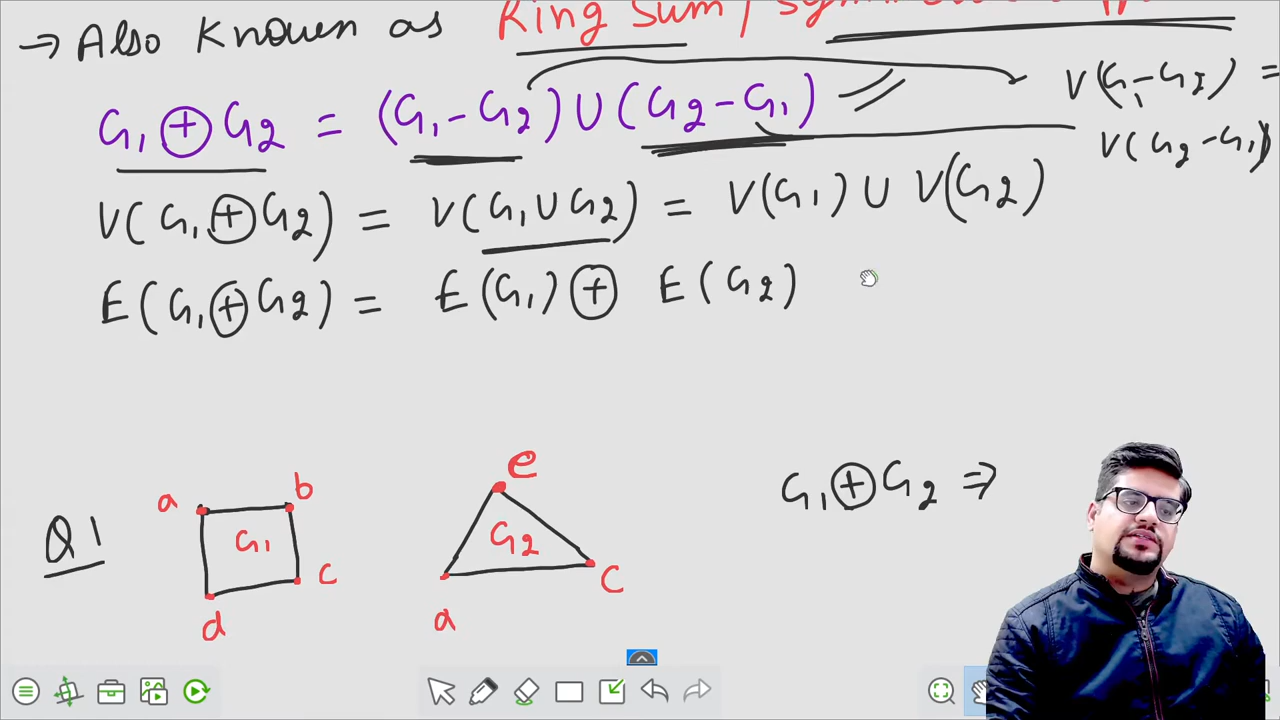 → Also Known as Ring Sum /
G₁ ⊕ G₂ = (G₁ - G₂) U (G₂ - G₁)
V(G₁ - G₂) =
V(G₂ - G₁)
V(G₁ ⊕ G₂) = V(G₁ U G₂) = V(G₁) U V(G₂)
E(G₁ ⊕ G₂) = E(G₁) ⊕ E(G₂)
Q1
a b
G₁
d c
e
G₂
a c
G₁ ⊕ G₂ ⇒